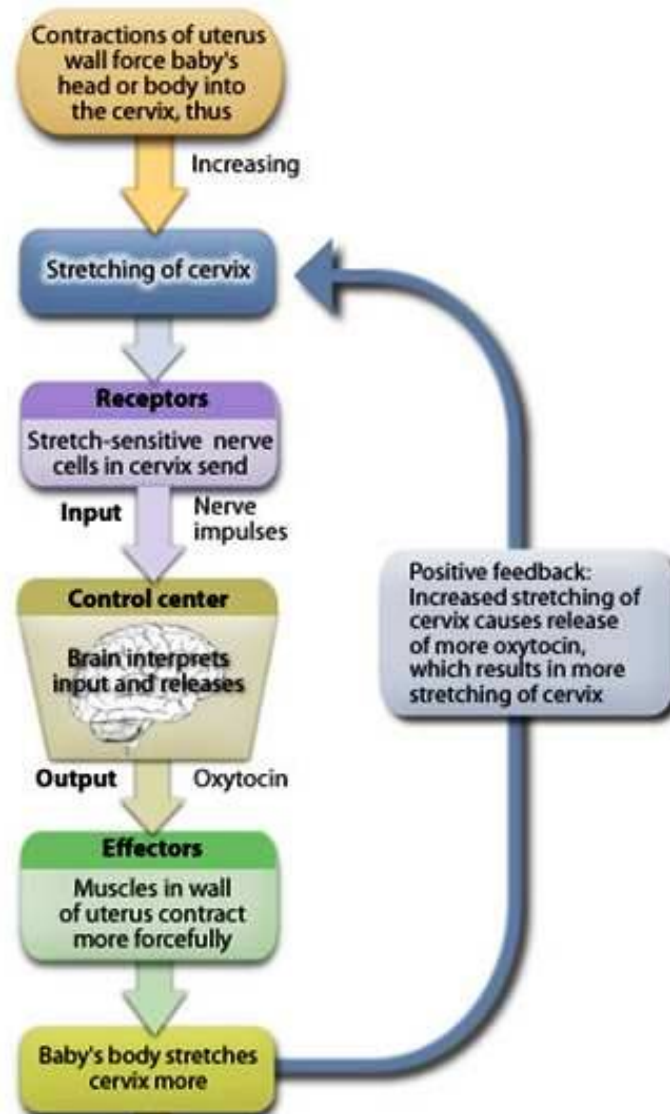 Contractions of uterus
wall force baby's
head or body into
the cervix, thus
Increasing
Stretching of cervix
Receptors
Stretch-sensitive nerve
cells in cervix send
Input
Nerve
impulses
Control center
Brain interprets
input and releases
Output
Oxytocin
Effectors
Muscles in wall
of uterus contract
more forcefully
Baby's body stretches
cervix more
Positive feedback:
Increased stretching of
cervix causes release
of more oxytocin,
which results in more
stretching of cervix